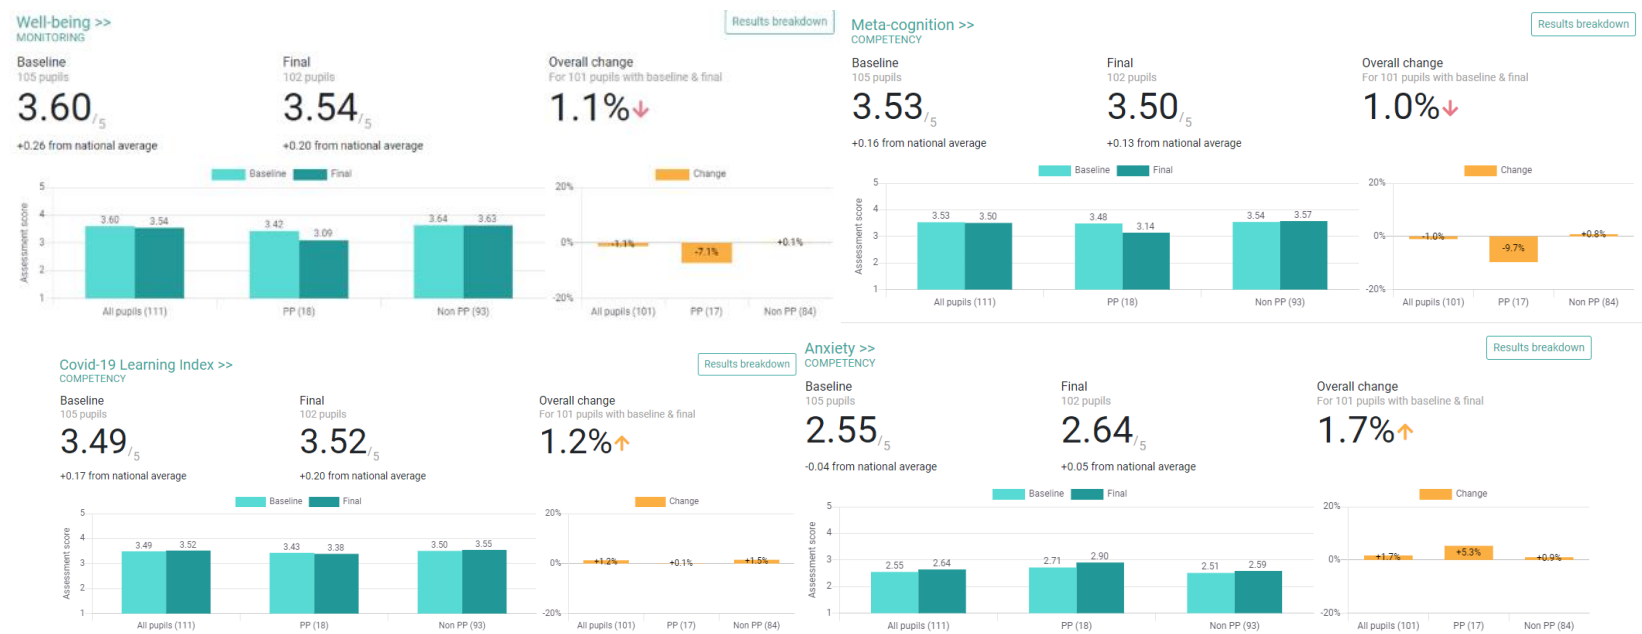 Well-being >>
MONITORING
Results breakdown
Baseline
105 pupils
3.60/5
+0.26 from national average
Final
102 pupils
3.54/5
+0.20 from national average
Overall change
For 101 pupils with baseline & final
1.1%↓
Baseline Final
Assessment score
5
4
3
2
1
3.60 3.54
3.42 3.09
3.64 3.63
All pupils (111) PP (18) Non PP (93)
Change
20%
0%
-20%
-1.1% -7.1% +0.1%
All pupils (101) PP (17) Non PP (84)
Meta-cognition >>
COMPETENCY
Results breakdown
Baseline
105 pupils
3.53/5
+0.16 from national average
Final
102 pupils
3.50/5
+0.13 from national average
Overall change
For 101 pupils with baseline & final
1.0%↓
Baseline Final
Assessment score
5
4
3
2
1
3.53 3.50
3.48 3.14
3.54 3.57
All pupils (111) PP (18) Non PP (93)
Change
20%
0%
-20%
-1.0% -9.7% +0.8%
All pupils (101) PP (17) Non PP (84)
Covid-19 Learning Index >>
COMPETENCY
Results breakdown
Baseline
105 pupils
3.49/5
+0.17 from national average
Final
102 pupils
3.52/5
+0.20 from national average
Overall change
For 101 pupils with baseline & final
1.2%↑
Baseline Final
Assessment score
5
4
3
2
1
3.49 3.52
3.43 3.38
3.50 3.55
All pupils (111) PP (18) Non PP (93)
Change
20%
0%
-20%
+1.2% +0.1% +1.5%
All pupils (101) PP (17) Non PP (84)
Anxiety >>
COMPETENCY
Results breakdown
Baseline
105 pupils
2.55/5
-0.04 from national average
Final
102 pupils
2.64/5
+0.05 from national average
Overall change
For 101 pupils with baseline & final
1.7%↑
Baseline Final
Assessment score
5
4
3
2
1
2.55 2.64
2.71 2.90
2.51 2.59
All pupils (111) PP (18) Non PP (93)
Change
20%
0%
-20%
+1.7% +5.3% +0.9%
All pupils (101) PP (17) Non PP (84)